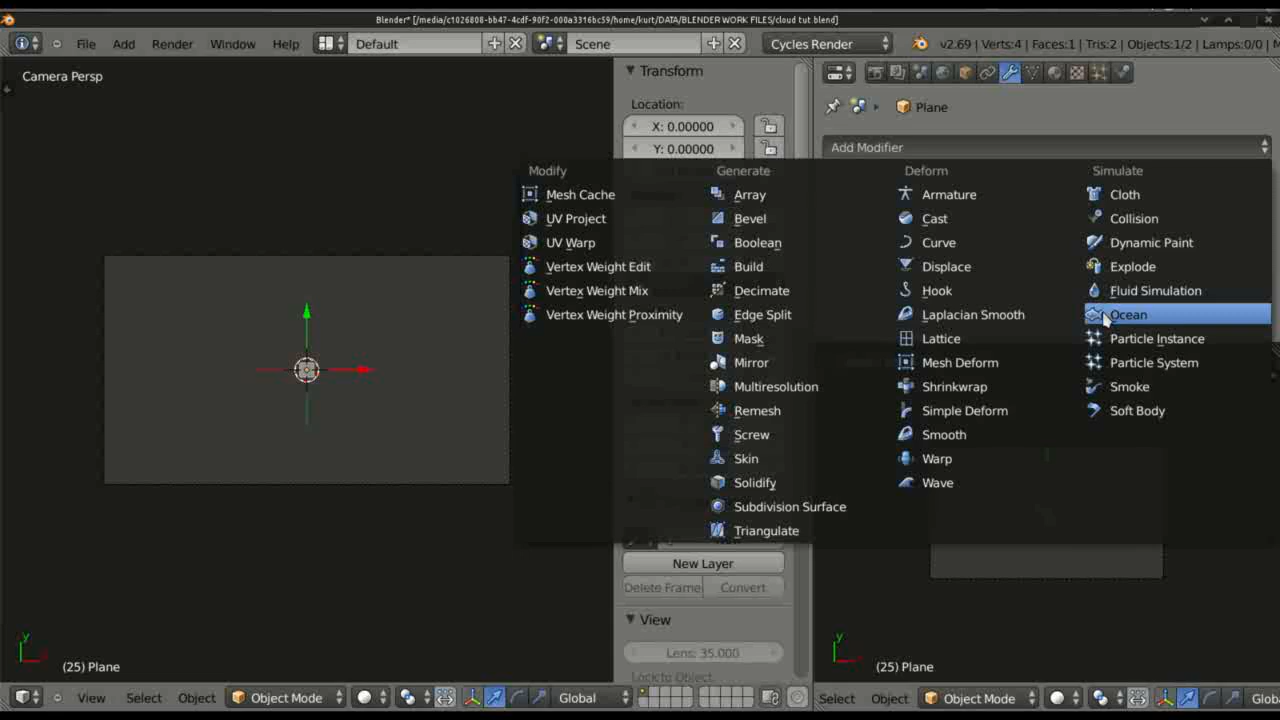 Blender* [/media/c1026808-bb47-4cdf-90f2-000a3316bc59/home/kurt/DATA/BLENDER WORK FILES/cloud tut blend]
File Add Render Window Help Default Scene Cycles Render v2.69 | Verts:4 | Faces:1 | Tris:2 | Objects:1/2 | Lamps:0/0 |
Camera Persp
Transform
Location:
X: 0.00000
Y: 0.00000
Plane
Add Modifier
Modify
Mesh Cache
UV Project
UV Warp
Vertex Weight Edit
Vertex Weight Mix
Vertex Weight Proximity
Generate
Array
Bevel
Boolean
Build
Decimate
Edge Split
Mask
Mirror
Multiresolution
Remesh
Screw
Skin
Solidify
Subdivision Surface
Triangulate
Deform
Armature
Cast
Curve
Displace
Hook
Laplacian Smooth
Lattice
Mesh Deform
Shrinkwrap
Simple Deform
Smooth
Warp
Wave
Simulate
Cloth
Collision
Dynamic Paint
Explode
Fluid Simulation
Ocean
Particle Instance
Particle System
Smoke
Soft Body
New Layer
Delete Frame Convert
View
Lens: 35.000
Lock to Object:
y
(25) Plane
y
(25) Plane
View Select Object Object Mode Global
Select Object Object Mode